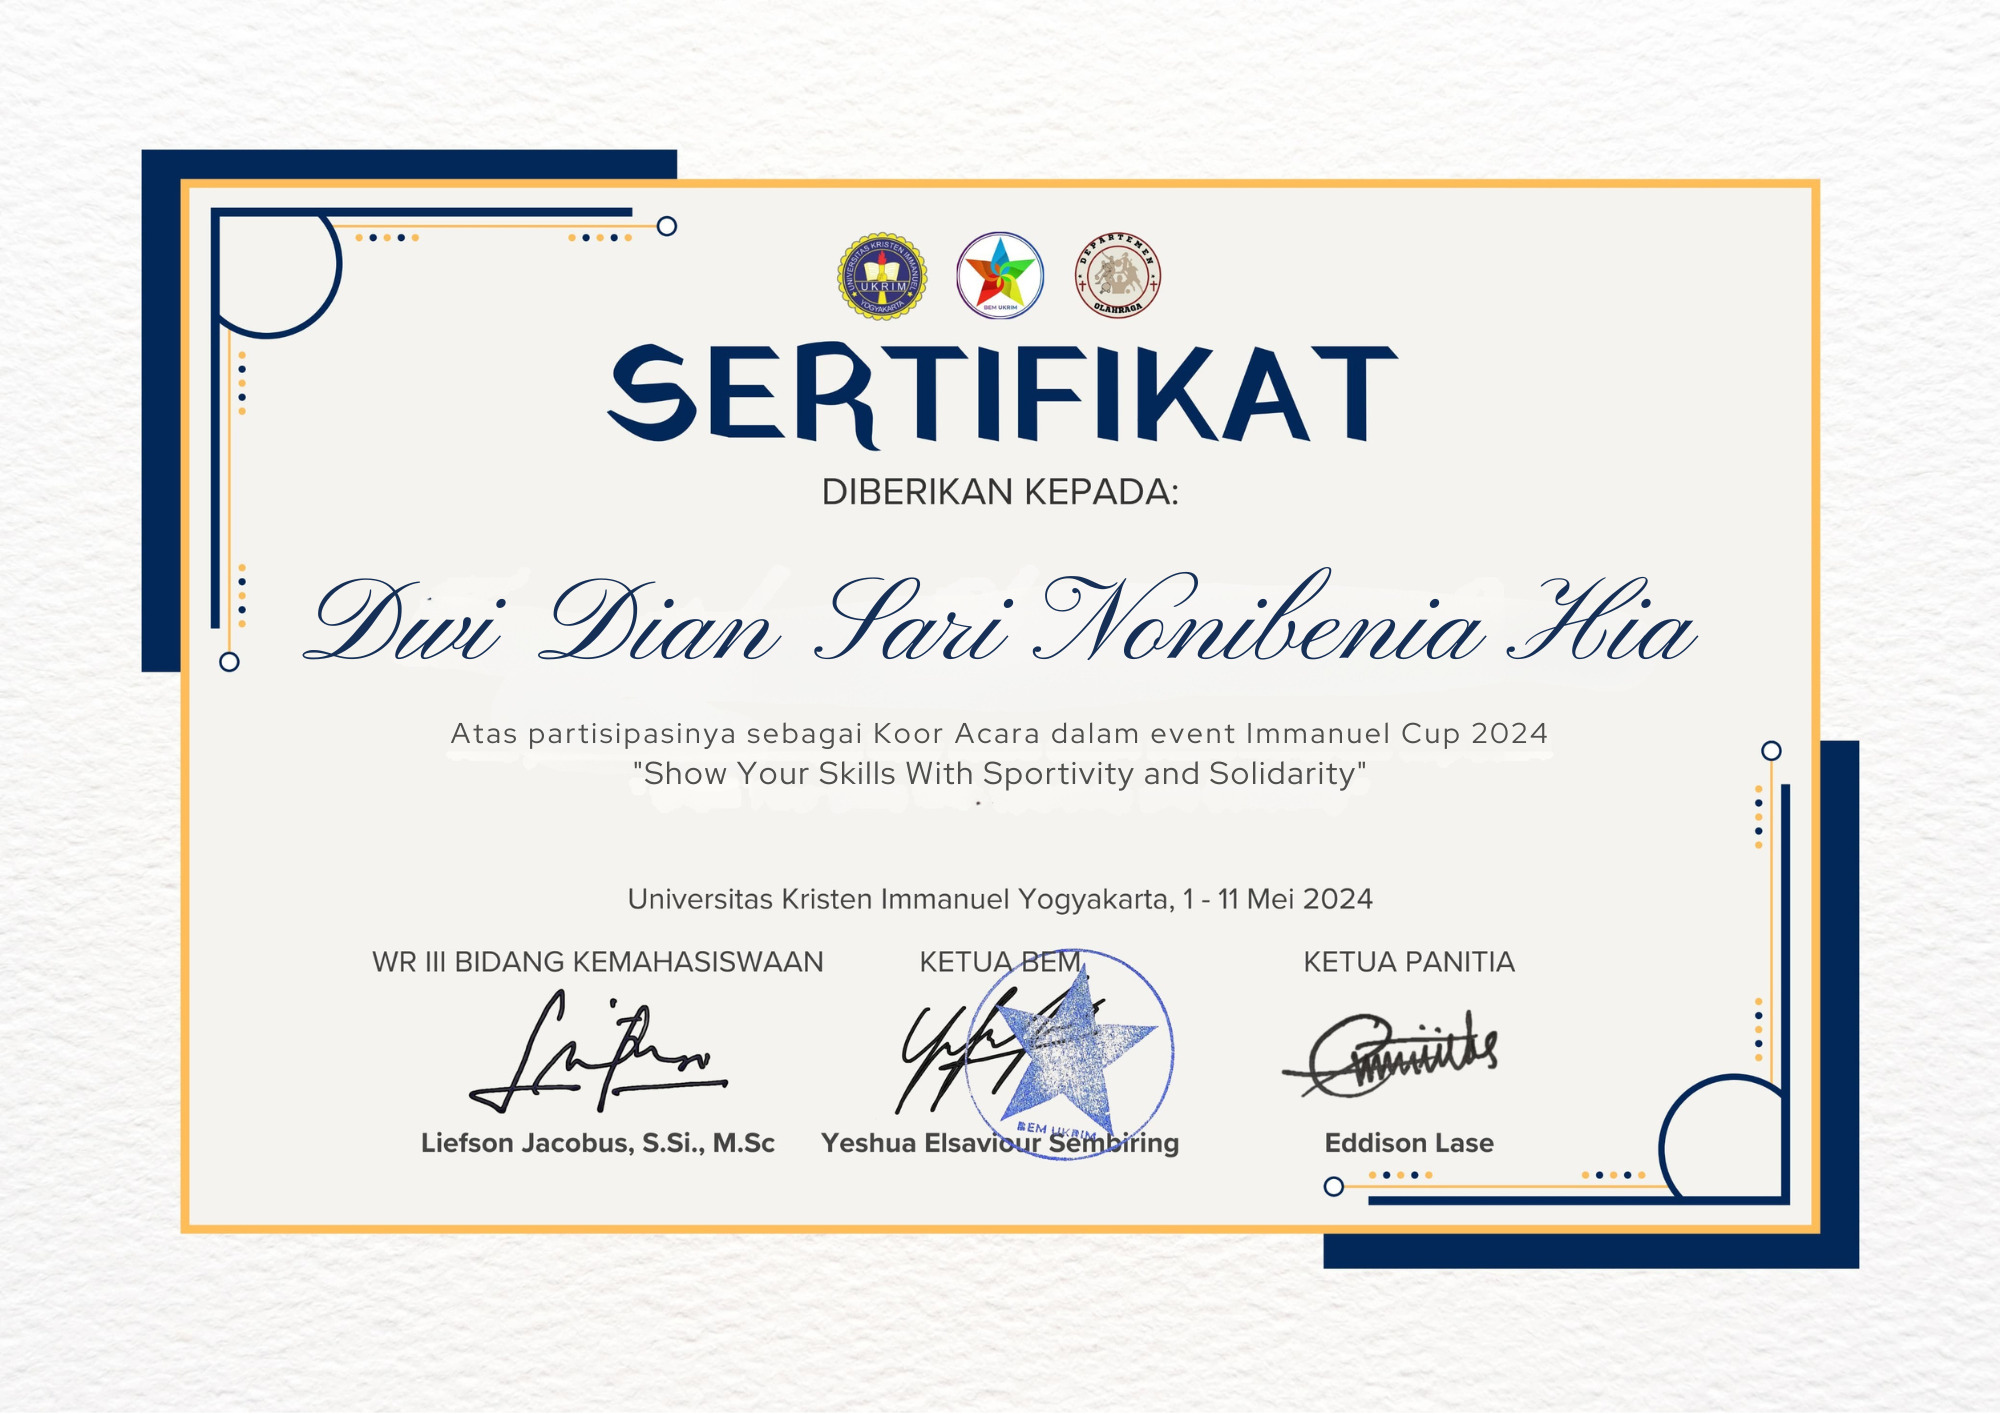 UNIVERSITAS KRISTEN IMMANUEL
UKRIM
YOGYAKARTA
BEM UKRIM
DEPARTEMEN
OLAHRAGA
SERTIFIKAT
DIBERIKAN KEPADA:
Dwi Dian Sari Nonibenia Hia
Atas partisipasinya sebagai Koor Acara dalam event Immanuel Cup 2024
"Show Your Skills With Sportivity and Solidarity"
Universitas Kristen Immanuel Yogyakarta, 1 - 11 Mei 2024
WR III BIDANG KEMAHASISWAAN
KETUA BEM
KETUA PANITIA
BEM UKRIM
Liefson Jacobus, S.Si., M.Sc
Yeshua Elsaviour Sembiring
Eddison Lase